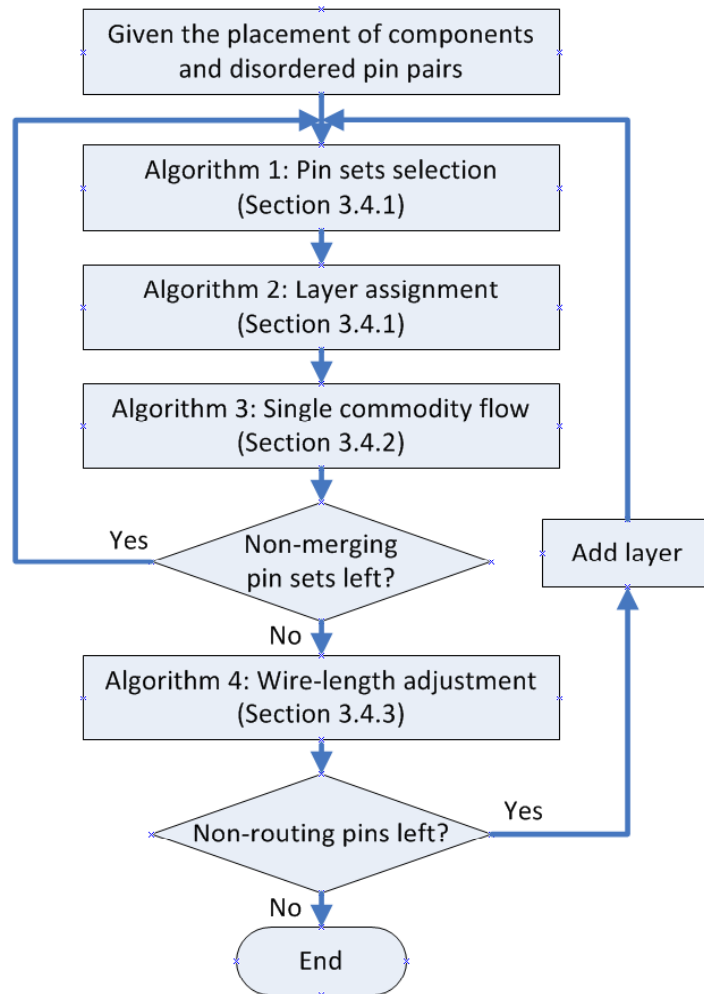 Given the placement of components
and disordered pin pairs
Algorithm 1: Pin sets selection
(Section 3.4.1)
Algorithm 2: Layer assignment
(Section 3.4.1)
Algorithm 3: Single commodity flow
(Section 3.4.2)
Yes
Non-merging
pin sets left?
Add layer
No
Algorithm 4: Wire-length adjustment
(Section 3.4.3)
Yes
Non-routing pins left?
No
End